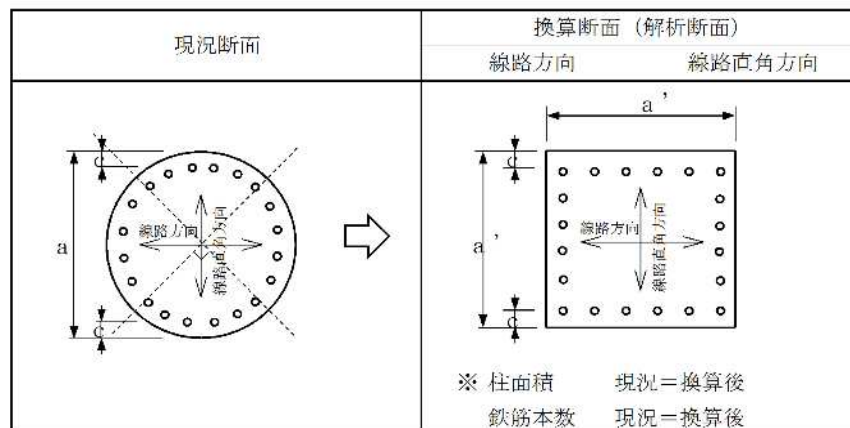 現況断面
換算断面（解析断面）
線路方向 線路直角方向
a
c
c
線路方向
線路直角方向
a’
a’
c
c
線路方向
線路直角方向
※ 柱面積 現況＝換算後
鉄筋本数 現況＝換算後